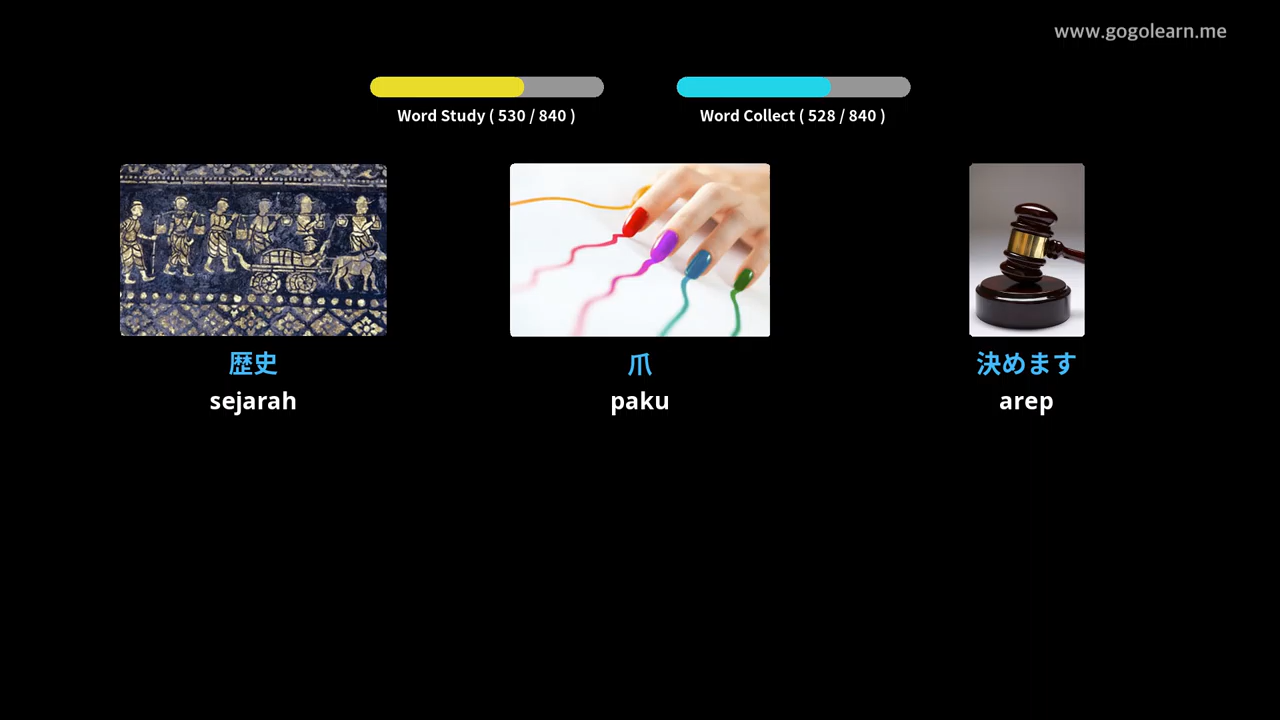 www.gogolearn.me
Word Study ( 530 / 840 )
Word Collect ( 528 / 840 )
歴史
爪
決めます
sejarah
paku
arep